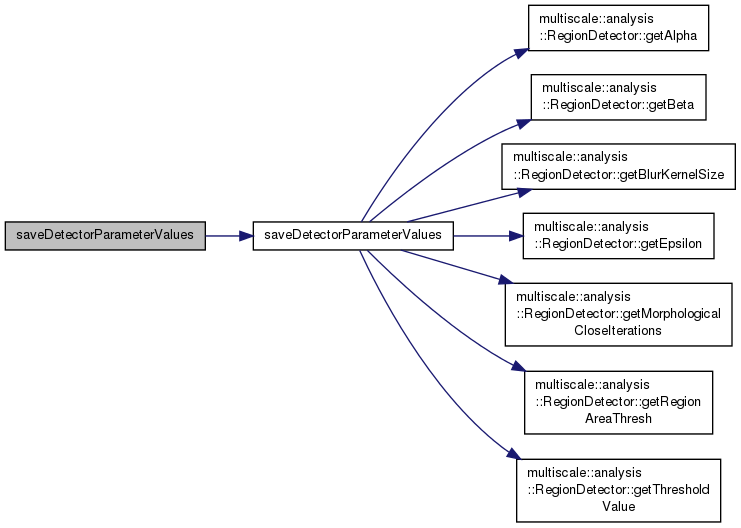 multiscale::analysis
::RegionDetector::getAlpha
multiscale::analysis
::RegionDetector::getBeta
multiscale::analysis
::RegionDetector::getBlurKernelSize
saveDetectorParameterValues
saveDetectorParameterValues
multiscale::analysis
::RegionDetector::getEpsilon
multiscale::analysis
::RegionDetector::getMorphological
CloseIterations
multiscale::analysis
::RegionDetector::getRegion
AreaThresh
multiscale::analysis
::RegionDetector::getThreshold
Value